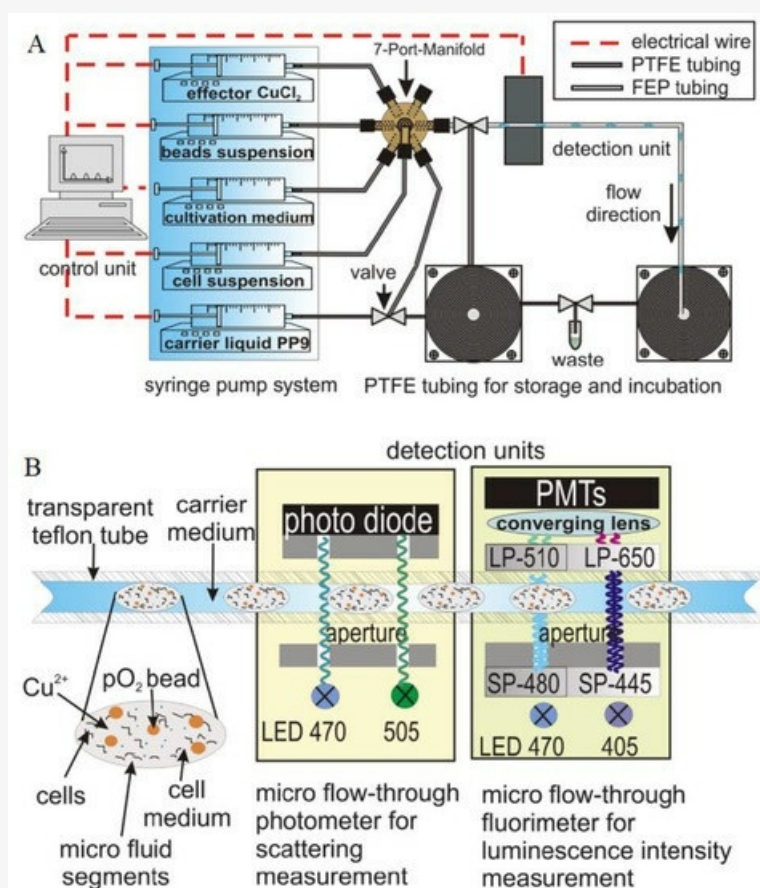 A
7-Port-Manifold
electrical wire
PTFE tubing
FEP tubing
effector CuCl₂
beads suspension
cultivation medium
cell suspension
carrier liquid PP9
control unit
detection unit
flow
direction
valve
waste
syringe pump system
PTFE tubing for storage and incubation
B
detection units
transparent
teflon tube
carrier
medium
photo diode
PMTs
converging lens
LP-510
LP-650
aperture
aperture
SP-480
SP-445
LED 470
505
LED 470
405
Cu²⁺
pO₂ bead
cells
cell
medium
micro fluid
segments
micro flow-through
photometer for
scattering
measurement
micro flow-through
fluorimeter for
luminescence intensity
measurement